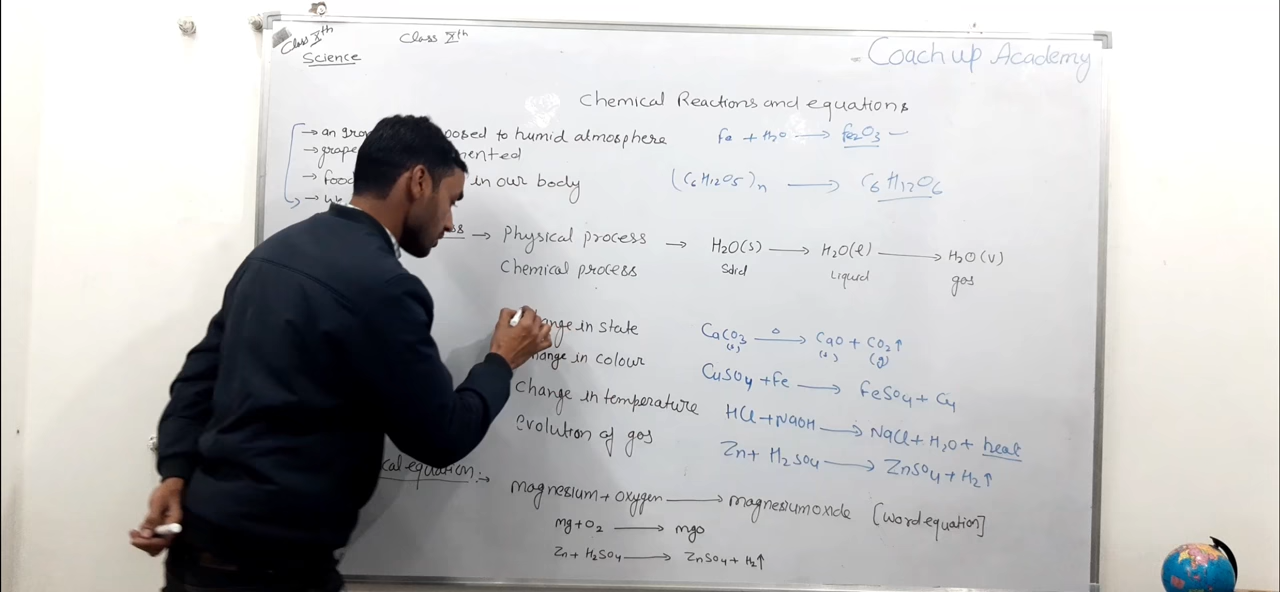 Class Xth
Science
Class Xth
Coach up Academy
Chemical Reactions and equations
→ an posed to humid atmosphere Fe + H2O ⟶ Fe2O3
→ grape mented
→ food in our body (C6H12O5)n ⟶ C6H12O6
→ Physical process → H2O(s) ⟶ H2O(l) ⟶ H2O(v)
Solid Liquid gas
Chemical process
ange in state CaCO3(s) ⟶Δ CaO(s) + CO2↑(g)
hange in colour CuSO4 + Fe ⟶ FeSO4 + Cu
Change in temperature HCl + NaOH ⟶ NaCl + H2O + heat
evolution of gas Zn + H2SO4 ⟶ ZnSO4 + H2↑
cal equation:→ Magnesium + Oxygen ⟶ Magnesium oxide [Word equation]
Mg + O2 ⟶ MgO
Zn + H2SO4 ⟶ ZnSO4 + H2↑